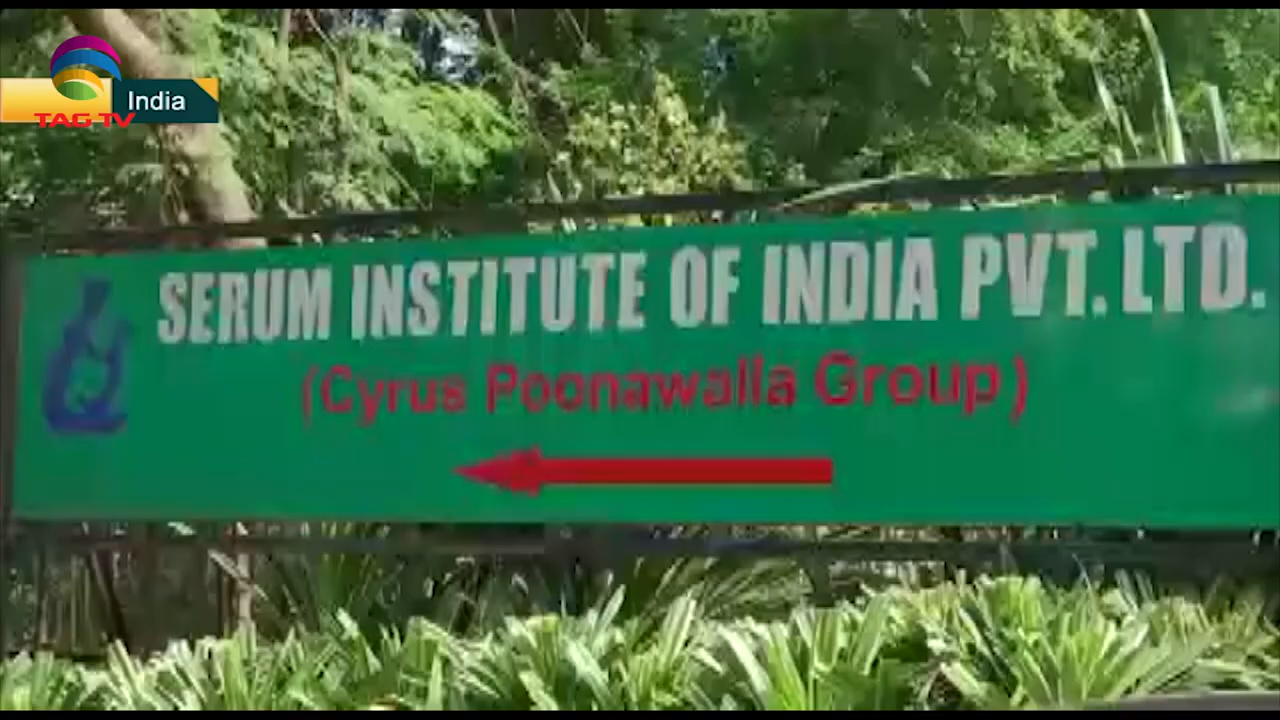 India
TAG TV
SERUM INSTITUTE OF INDIA PVT. LTD.
(Cyrus Poonawalla Group)